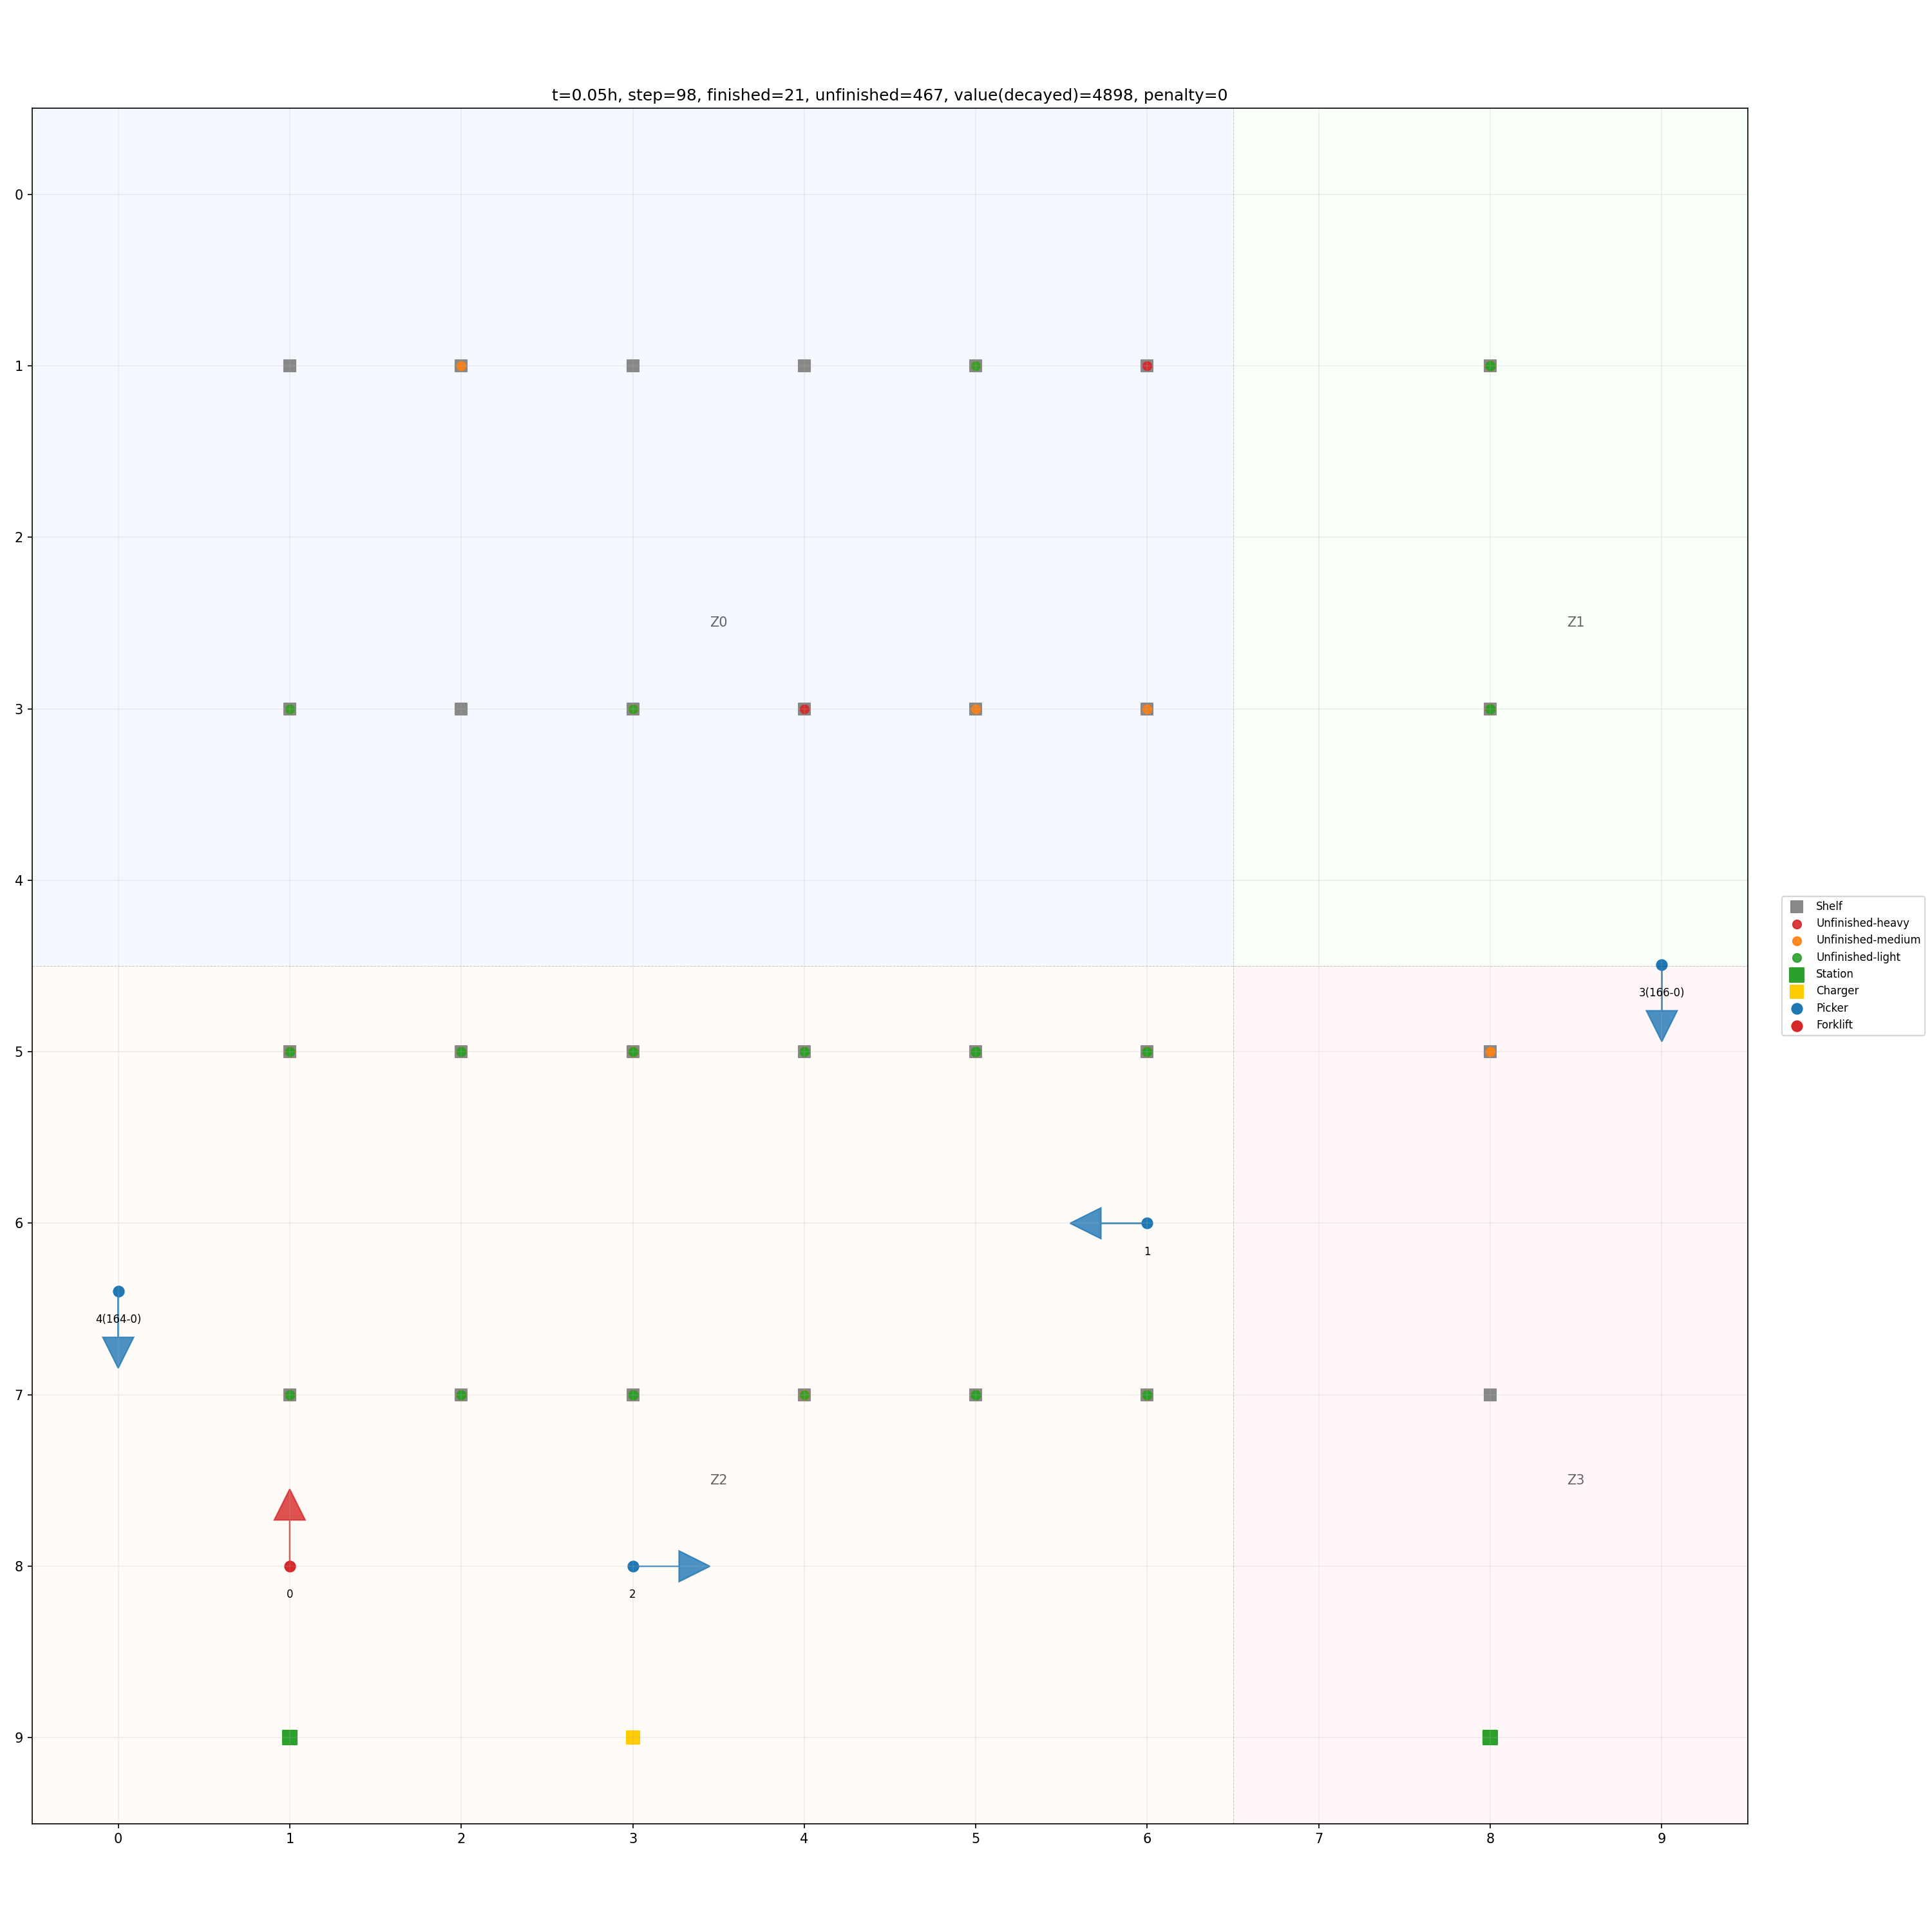 t=0.05h, step=98, finished=21, unfinished=467, value(decayed)=4898, penalty=0
0
1
2
Z0
Z1
3
4
Shelf
Unfinished-heavy
Unfinished-medium
Unfinished-light
Station
Charger
Picker
Forklift
3(166-0)
5
6
1
4(164-0)
7
Z2
Z3
8
0
2
9
0
1
2
3
4
5
6
7
8
9